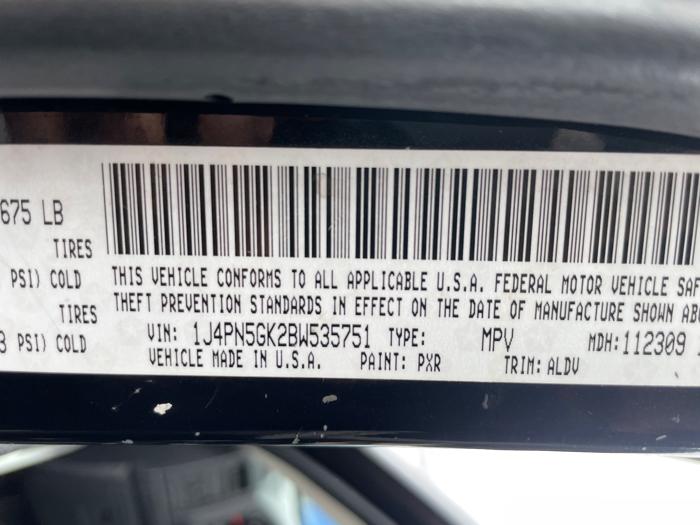 675 LB
TIRES
PSI) COLD
TIRES
3 PSI) COLD
THIS VEHICLE CONFORMS TO ALL APPLICABLE U.S.A. FEDERAL MOTOR VEHICLE SAF
THEFT PREVENTION STANDARDS IN EFFECT ON THE DATE OF MANUFACTURE SHOWN ABO
VIN: 1J4PN5GK2BW535751 TYPE: MPV MDH: 112309
VEHICLE MADE IN U.S.A. PAINT: PXR TRIM: ALDV